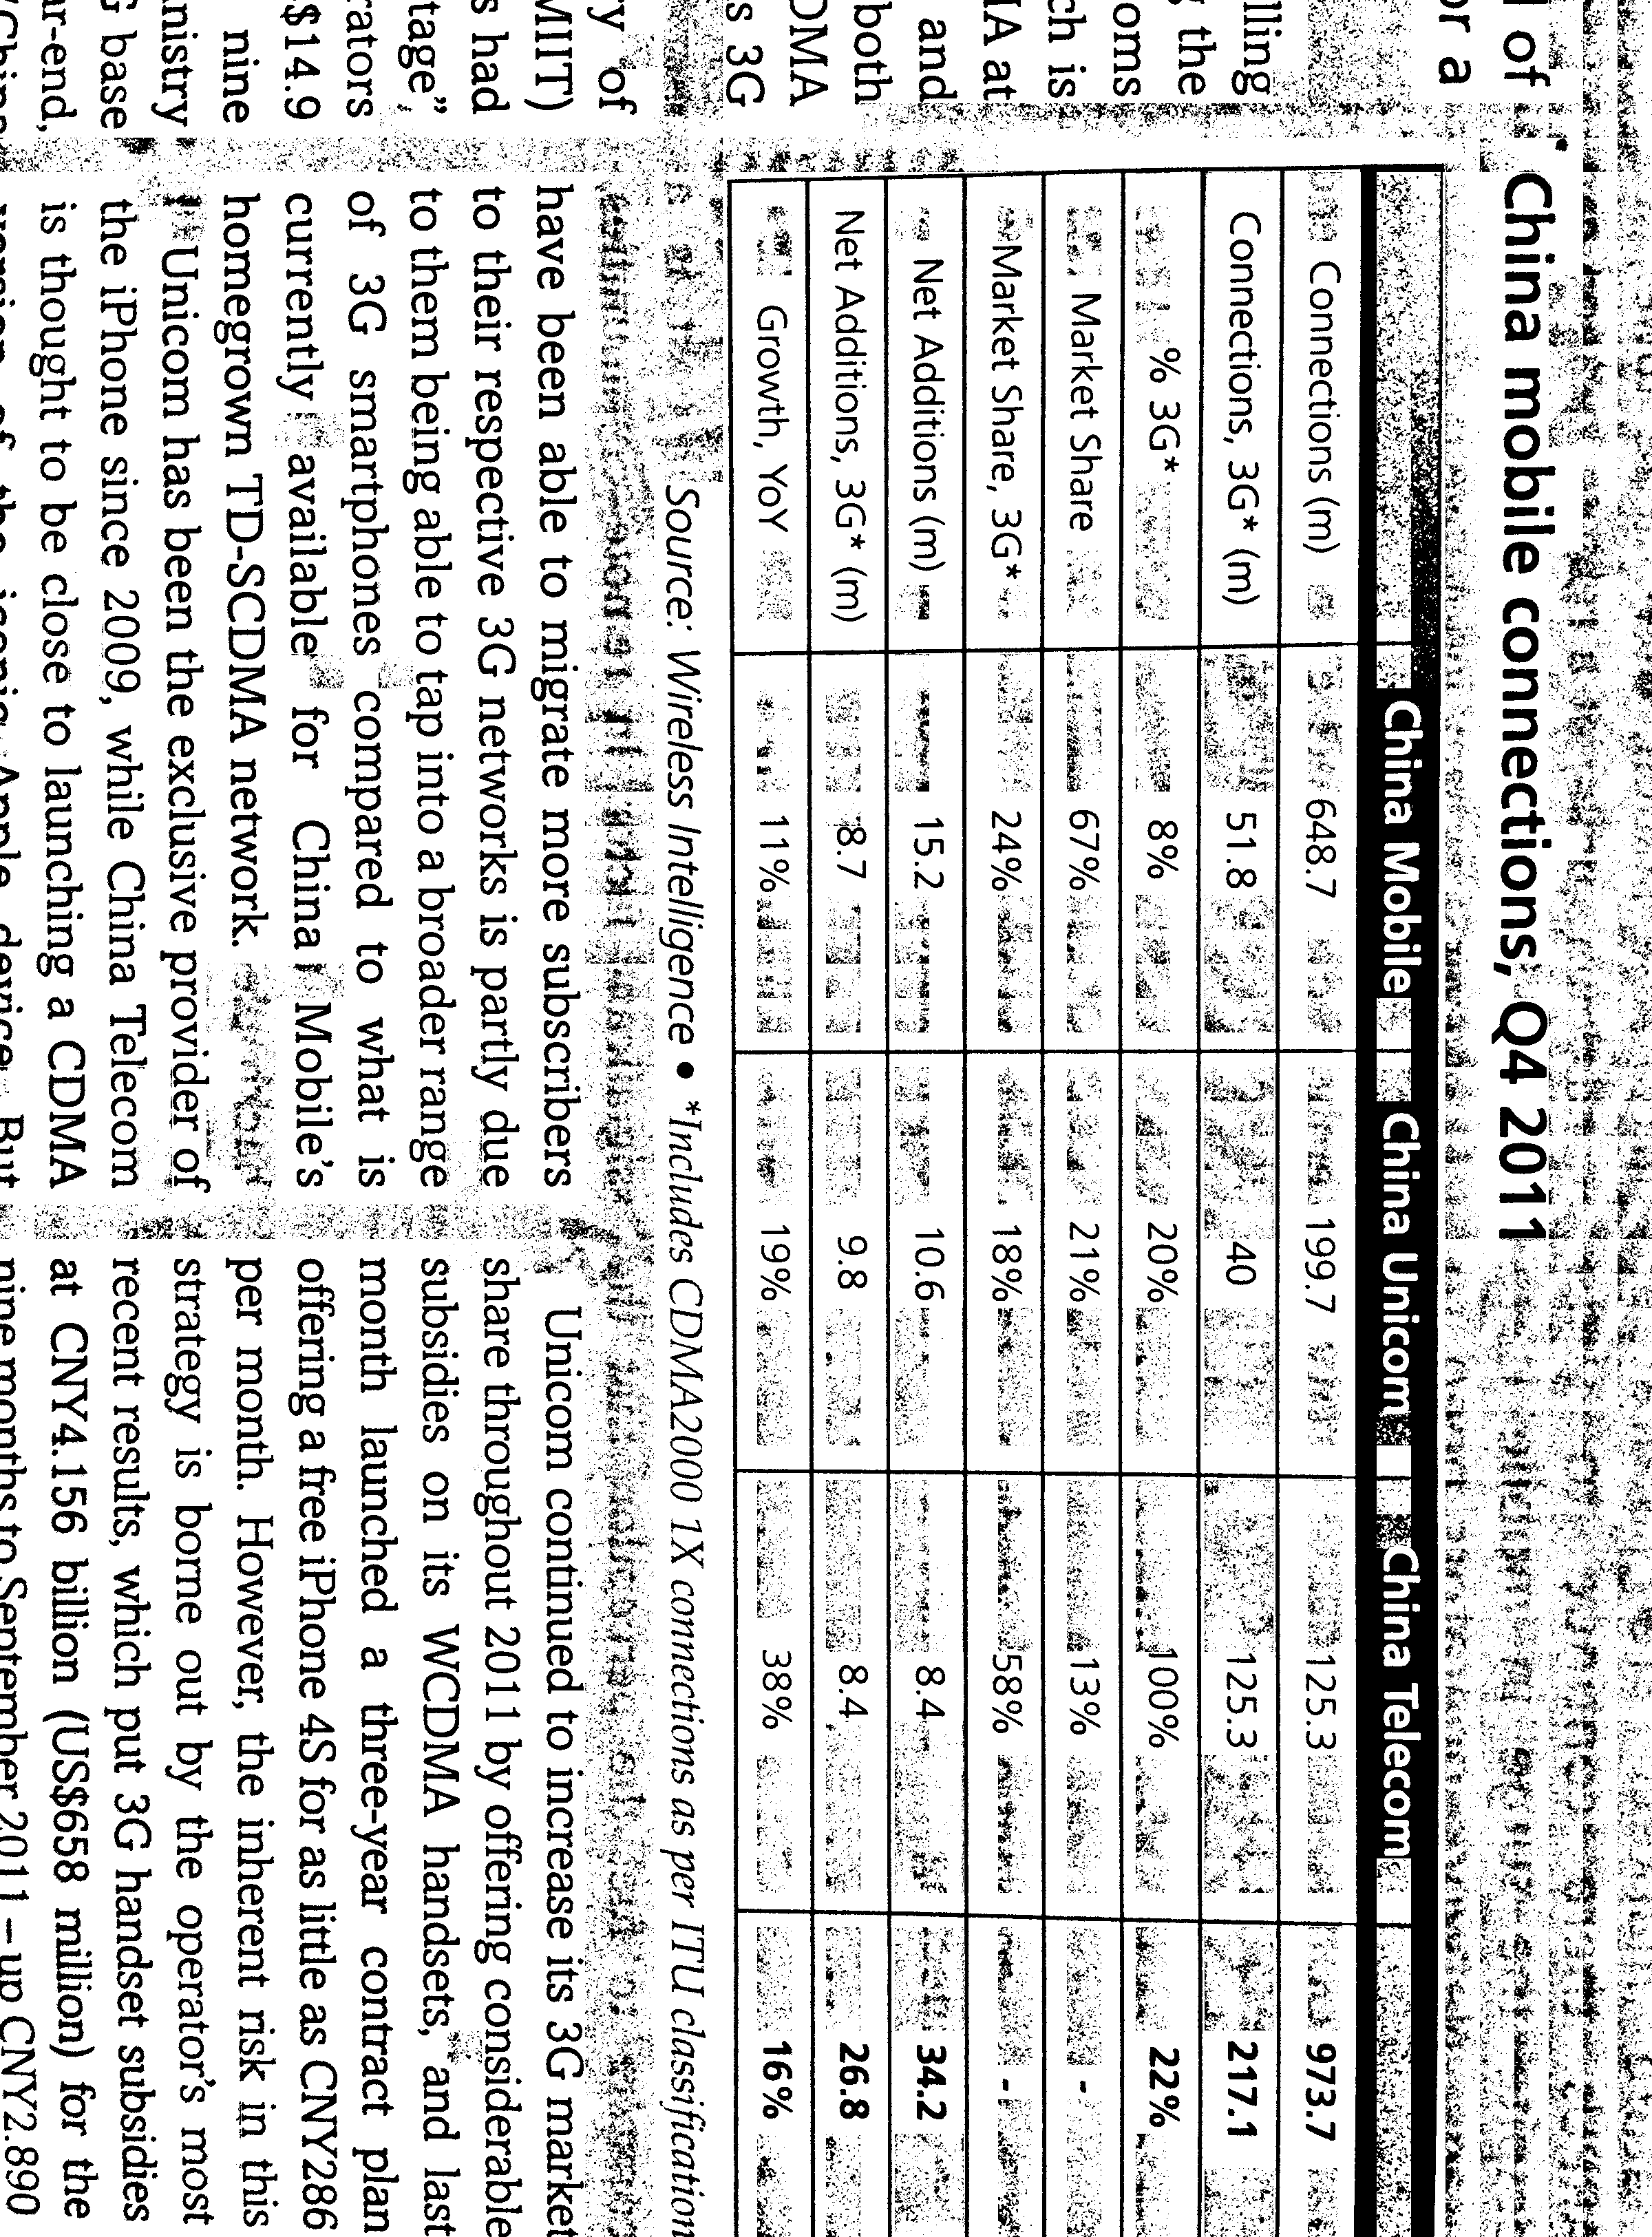 l of
or a
China mobile connections, Q4 2011
China Mobile China Unicom China Telecom
Connections (m) 648.7 199.7 125.3 973.7
Connections, 3G* (m) 51.8 40 125.3 217.1
% 3G* 8% 20% 100% 22%
Market Share 67% 21% 13% -
Market Share, 3G* 24% 18% 58% -
Net Additions (m) 15.2 10.6 8.4 34.2
Net Additions, 3G* (m) 8.7 9.8 8.4 26.8
Growth, YoY 11% 19% 38% 16%
Source: Wireless Intelligence • *Includes CDMA2000 1X connections as per ITU classification
lling
the
oms
ch is
IA at
and
both
DMA
s 3G
ry of
MIIT)
s had
tage”,
rators
$14.9
nine
nistry
G base
ar-end,
have been able to migrate more subscribers
to their respective 3G networks is partly due
to them being able to tap into a broader range
of 3G smartphones compared to what is
currently available for China Mobile’s
homegrown TD-SCDMA network.
Unicom has been the exclusive provider of
the iPhone since 2009, while China Telecom
is thought to be close to launching a CDMA
version of the iconic Apple device. But
Unicom continued to increase its 3G market
share throughout 2011 by offering considerable
subsidies on its WCDMA handsets, and last
month launched a three-year contract plan
offering a free iPhone 4S for as little as CNY286
per month. However, the inherent risk in this
strategy is borne out by the operator’s most
recent results, which put 3G handset subsidies
at CNY4.156 billion (US$658 million) for the
nine months to September 2011 – up CNY2.890